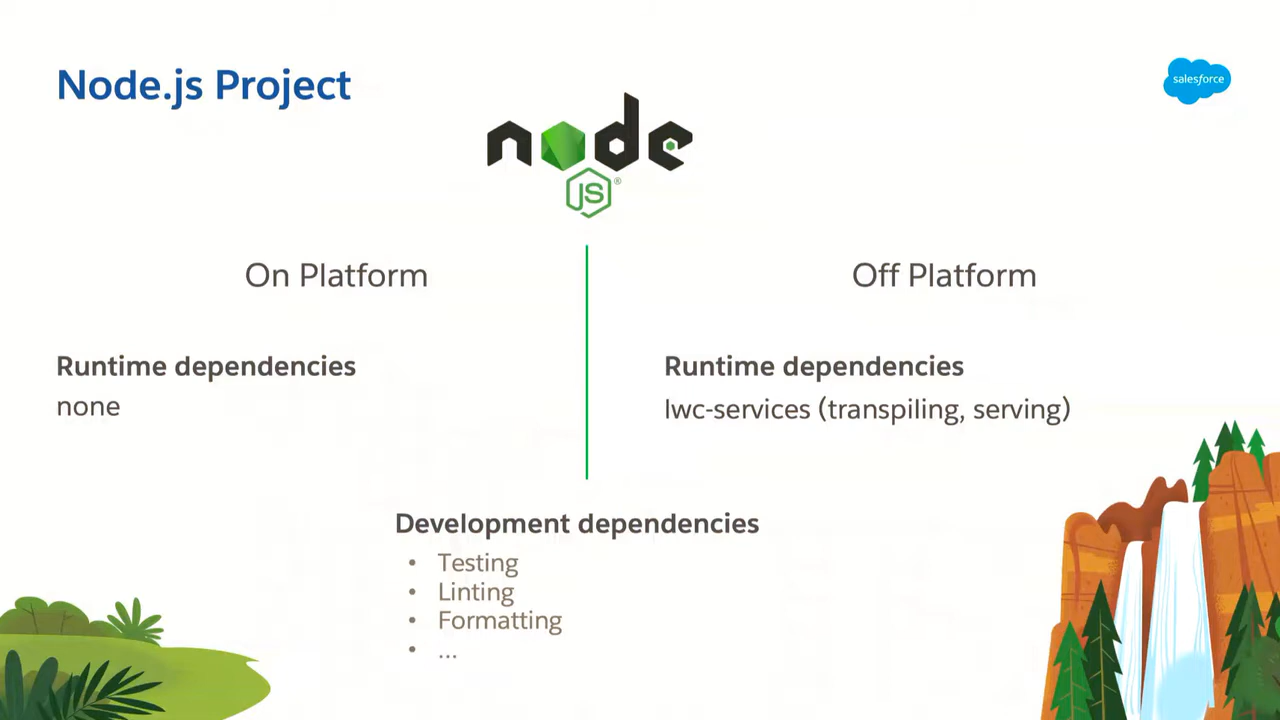 Node.js Project
salesforce
node
JS®
On Platform
Off Platform
Runtime dependencies
none
Runtime dependencies
lwc-services (transpiling, serving)
Development dependencies
• Testing
• Linting
• Formatting
• ...